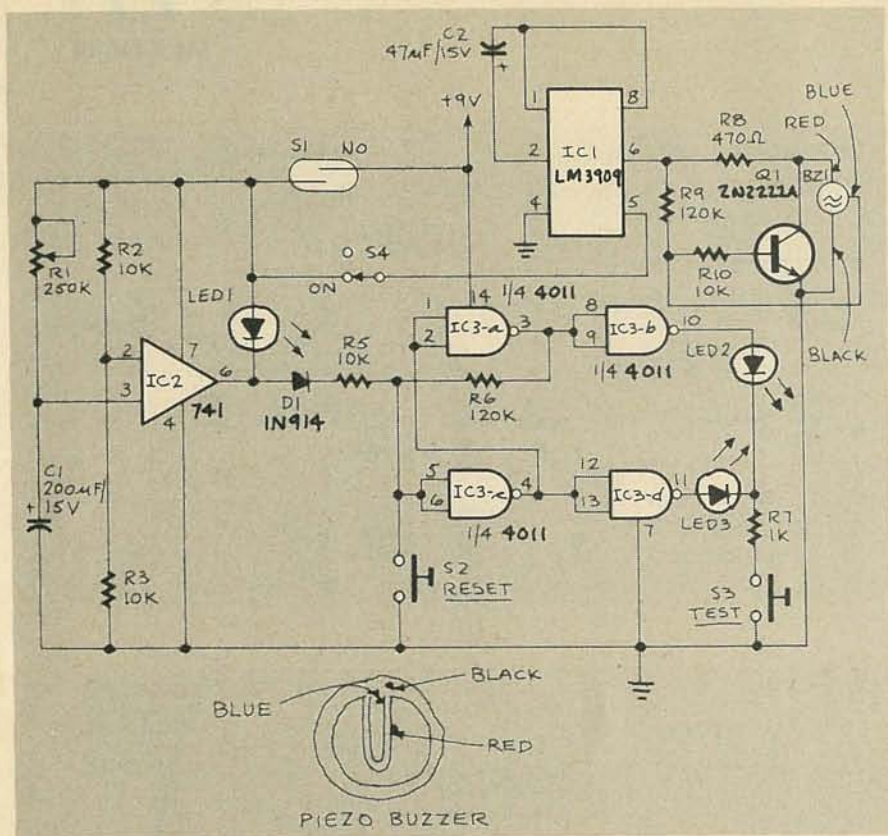 C2
47µF/15V
+
+9V
1
8
2
6
4
5
IC1
LM3909
R8
470Ω
BLUE
RED
Q1
2N2222A
BZ1
R9
120K
R10
10K
BLACK
S1
NO
R1
250K
R2
10K
LED1
ON
S4
2
3
7
6
4
IC2
741
D1
1N914
R5
10K
1
2
14
3
IC3-a
1/4 4011
8
9
10
IC3-b
1/4 4011
LED2
R6
120K
C1
200µF/
15V
+
R3
10K
5
6
4
IC3-c
1/4 4011
12
13
11
7
IC3-d
LED3
R7
1K
S2
RESET
S3
TEST
BLACK
BLUE
RED
PIEZO BUZZER